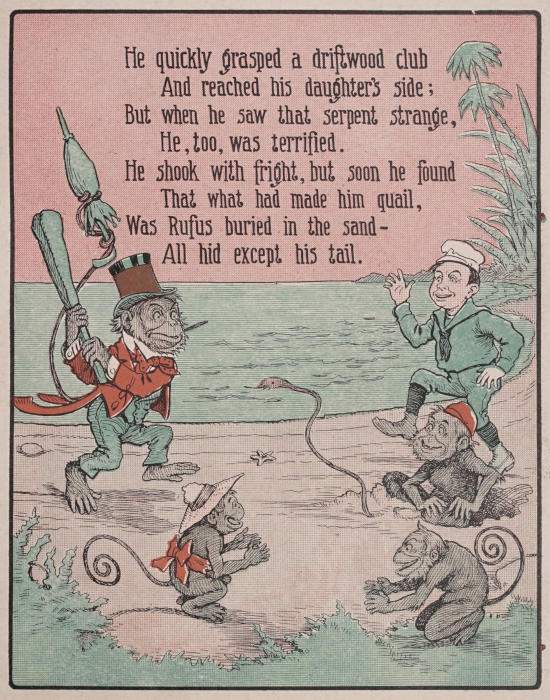 He quickly grasped a driftwood club
And reached his daughter's side;
But when he saw that serpent strange,
He, too, was terrified.
He shook with fright, but soon he found
That what had made him quail,
Was Rufus buried in the sand-
All hid except his tail.